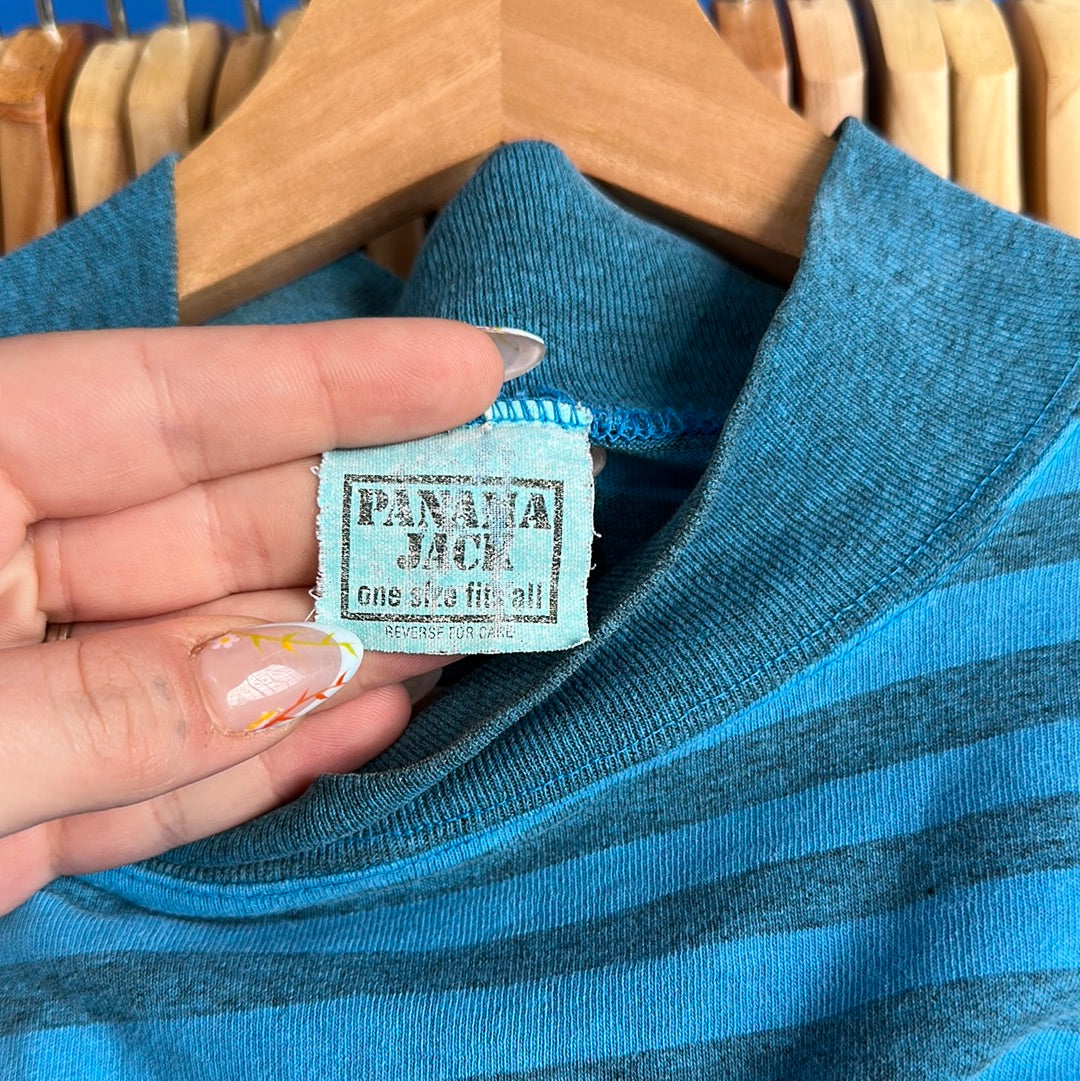 PANAMA
JACK
one size fits all
REVERSE FOR CARE